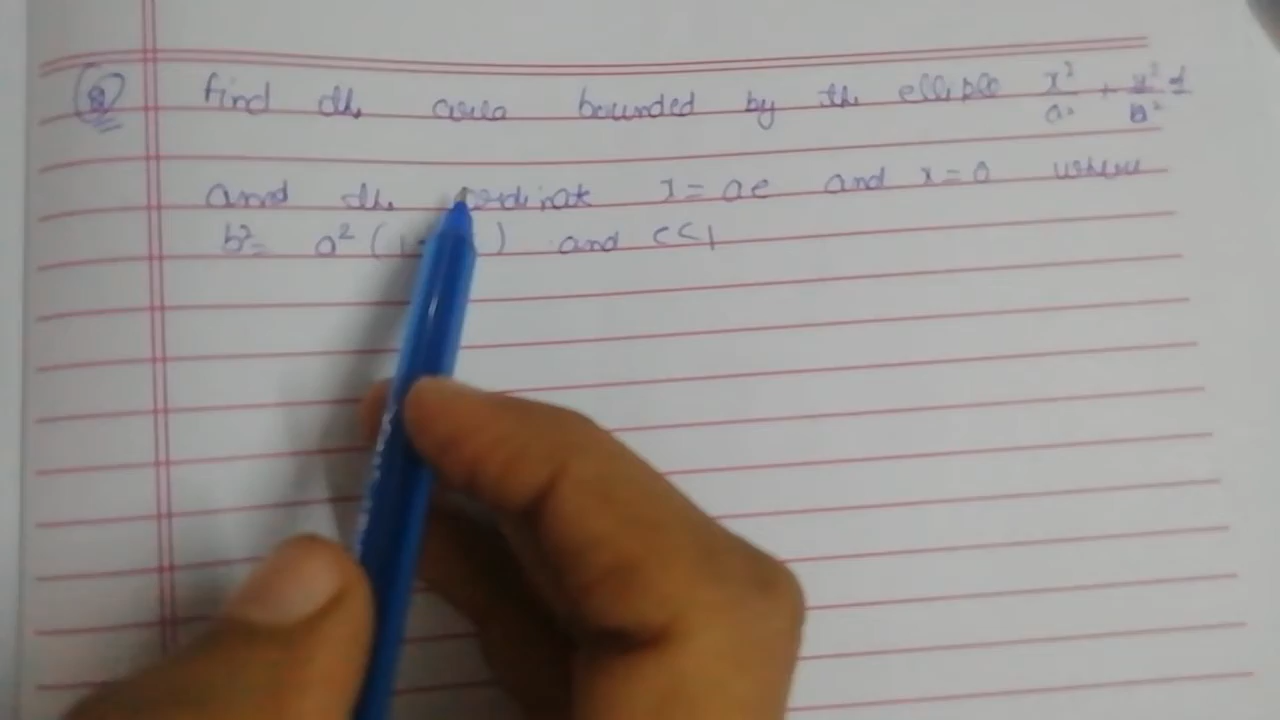 Q find the area bounded by the ellipse x²/a² + y²/b² = 1
and the ordinate x = ae and x = 0 where
b² = a² (1- ) and e<1